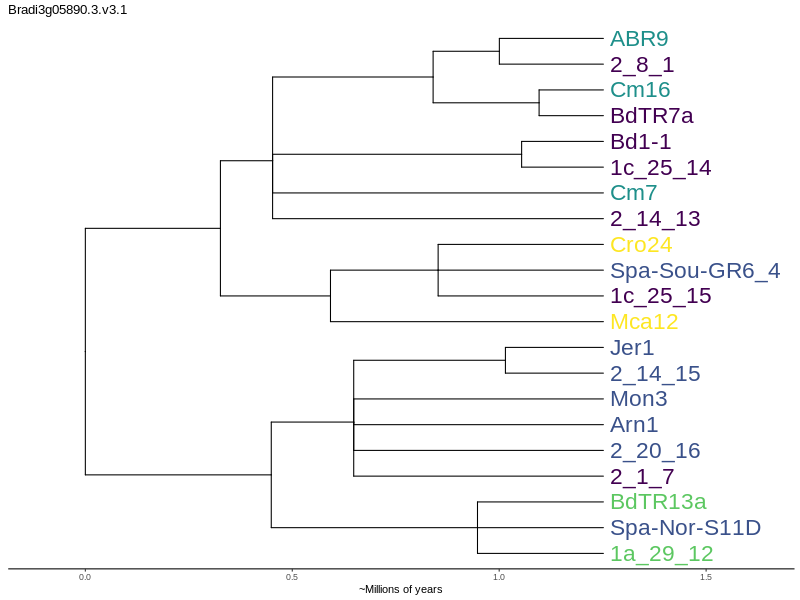 Bradi3g05890.3.v3.1
ABR9
2_8_1
Cm16
BdTR7a
Bd1-1
1c_25_14
Cm7
2_14_13
Cro24
Spa-Sou-GR6_4
1c_25_15
Mca12
Jer1
2_14_15
Mon3
Arn1
2_20_16
2_1_7
BdTR13a
Spa-Nor-S11D
1a_29_12
0.0 0.5 1.0 1.5
~Millions of years